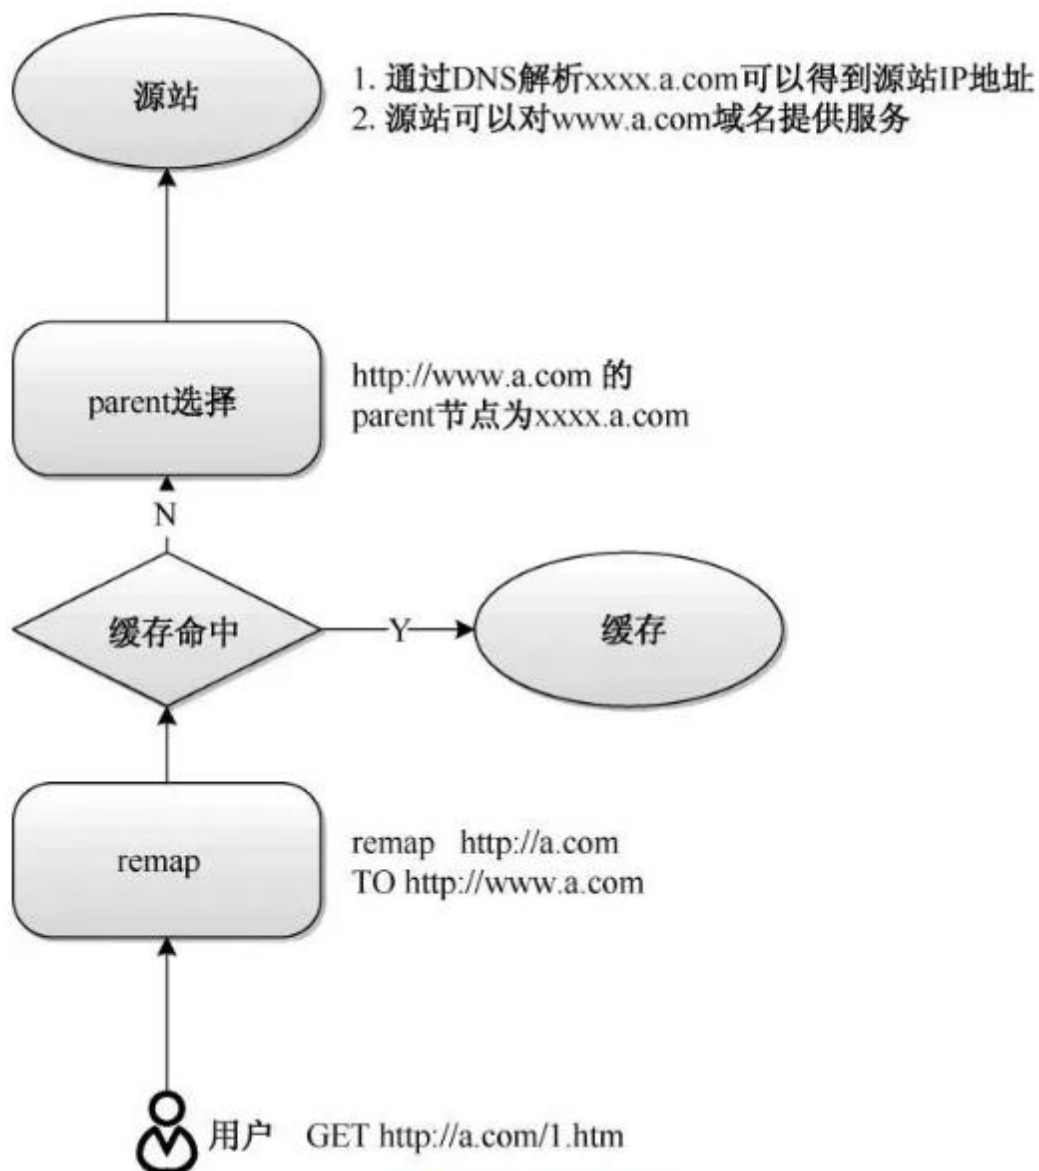 源站
1. 通过DNS解析xxxx.a.com可以得到源站IP地址
2. 源站可以对www.a.com域名提供服务
parent选择
http://www.a.com 的
parent节点为xxxx.a.com
N
缓存命中
Y
缓存
remap
remap http://a.com
TO http://www.a.com
用户 GET http://a.com/1.htm